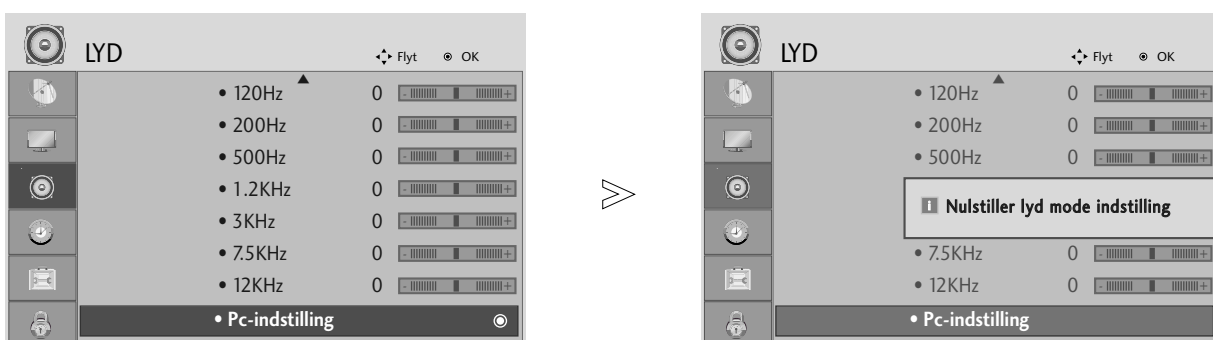 LYD
Flyt OK
• 120Hz 0 - +
• 200Hz 0 - +
• 500Hz 0 - +
• 1.2KHz 0 - +
• 3KHz 0 - +
• 7.5KHz 0 - +
• 12KHz 0 - +
• Pc-indstilling
LYD
Flyt OK
• 120Hz 0 - +
• 200Hz 0 - +
• 500Hz 0 - +
i Nulstiller lyd mode indstilling
• 7.5KHz 0 - +
• 12KHz 0 - +
• Pc-indstilling